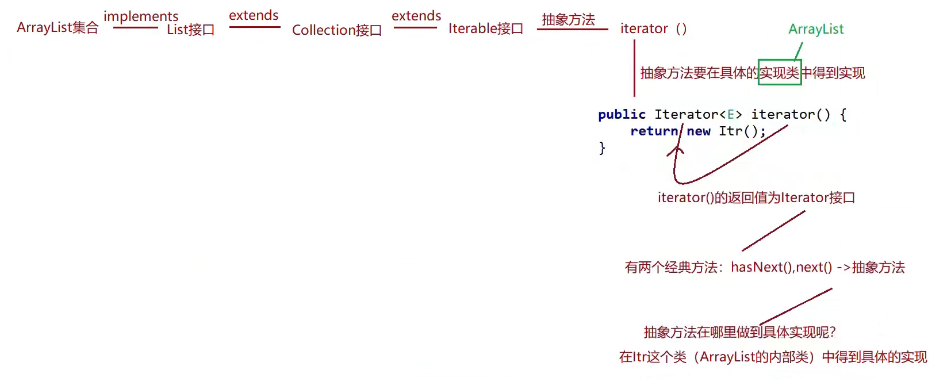 ArrayList集合 implements List接口 extends Collection接口 extends Iterable接口 抽象方法 iterator（）
ArrayList
抽象方法要在具体的实现类中得到实现
public Iterator<E> iterator() {
return new Itr();
}
iterator()的返回值为Iterator接口
有两个经典方法：hasNext(),next() ->抽象方法
抽象方法在哪里做到具体实现呢？
在Itr这个类（ArrayList的内部类）中得到具体的实现